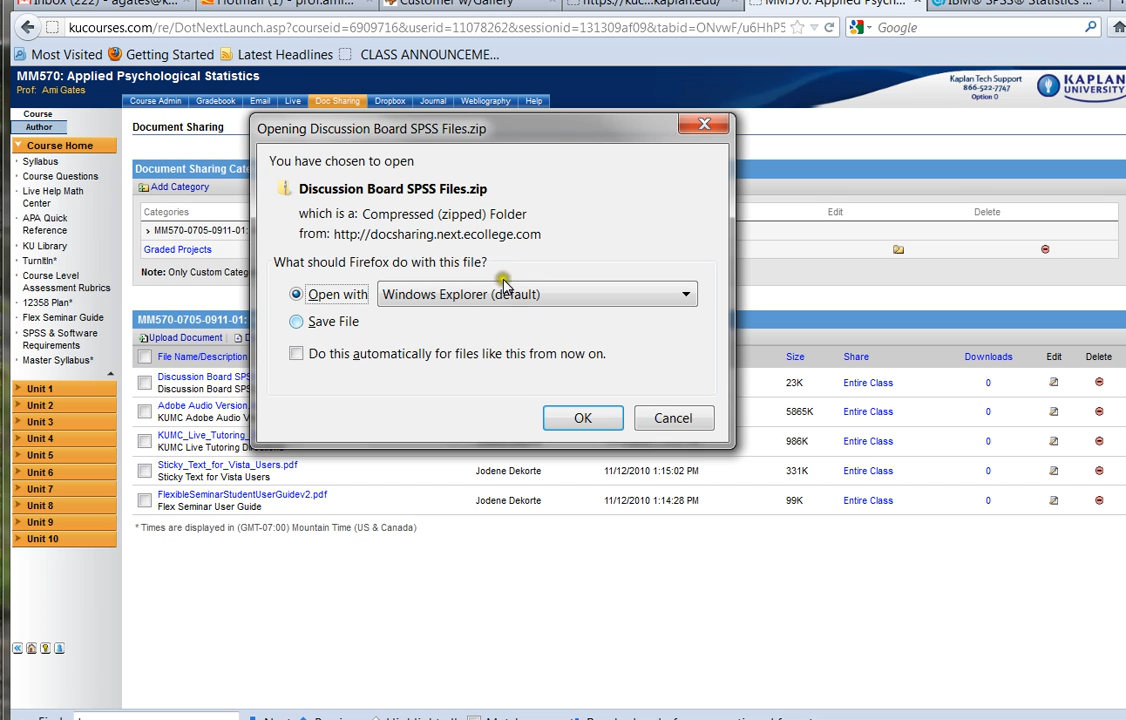 Inbox (222) - agates@k...
Hotmail (1) - prof.ami...
Customer w/Gallery
https://kuc...kaplan.edu/
MM570: Applied Psych...
IBM® SPSS® Statistics ...
kucourses.com/re/DotNextLaunch.asp?courseid=6909716&userid=11078262&sessionid=131309af09&tabid=ONvwF/u6HhP5
Google
Most Visited Getting Started Latest Headlines CLASS ANNOUNCEME...
MM570: Applied Psychological Statistics
Prof: Ami Gates
Kaplan Tech Support
866-522-7747
Option 0
KAPLAN
UNIVERSITY
Course Admin Gradebook Email Live Doc Sharing Dropbox Journal Webliography Help
Course
Author
Course Home
Syllabus
Course Questions
Live Help Math
Center
APA Quick
Reference
KU Library
TurnItIn*
Course Level
Assessment Rubrics
12358 Plan*
Flex Seminar Guide
SPSS & Software
Requirements
Master Syllabus*
Unit 1
Unit 2
Unit 3
Unit 4
Unit 5
Unit 6
Unit 7
Unit 8
Unit 9
Unit 10
Document Sharing
Document Sharing Cate
Add Category
Categories Edit Delete
> MM570-0705-0911-01:
Graded Projects
Note: Only Custom Categ
Opening Discussion Board SPSS Files.zip
You have chosen to open
Discussion Board SPSS Files.zip
which is a: Compressed (zipped) Folder
from: http://docsharing.next.ecollege.com
What should Firefox do with this file?
Open with Windows Explorer (default)
Save File
Do this automatically for files like this from now on.
OK Cancel
MM570-0705-0911-01:
Upload Document
File Name/Description Size Share Downloads Edit Delete
Discussion Board SPS
Discussion Board SPS
23K Entire Class 0
Adobe Audio Version.
KUMC Adobe Audio V
5865K Entire Class 0
KUMC_Live_Tutoring_
KUMC Live Tutoring Dire
986K Entire Class 0
Sticky_Text_for_Vista_Users.pdf
Sticky Text for Vista Users
Jodene Dekorte 11/12/2010 1:15:02 PM 331K Entire Class 0
FlexibleSeminarStudentUserGuidev2.pdf
Flex Seminar User Guide
Jodene Dekorte 11/12/2010 1:14:28 PM 99K Entire Class 0
* Times are displayed in (GMT-07:00) Mountain Time (US & Canada)